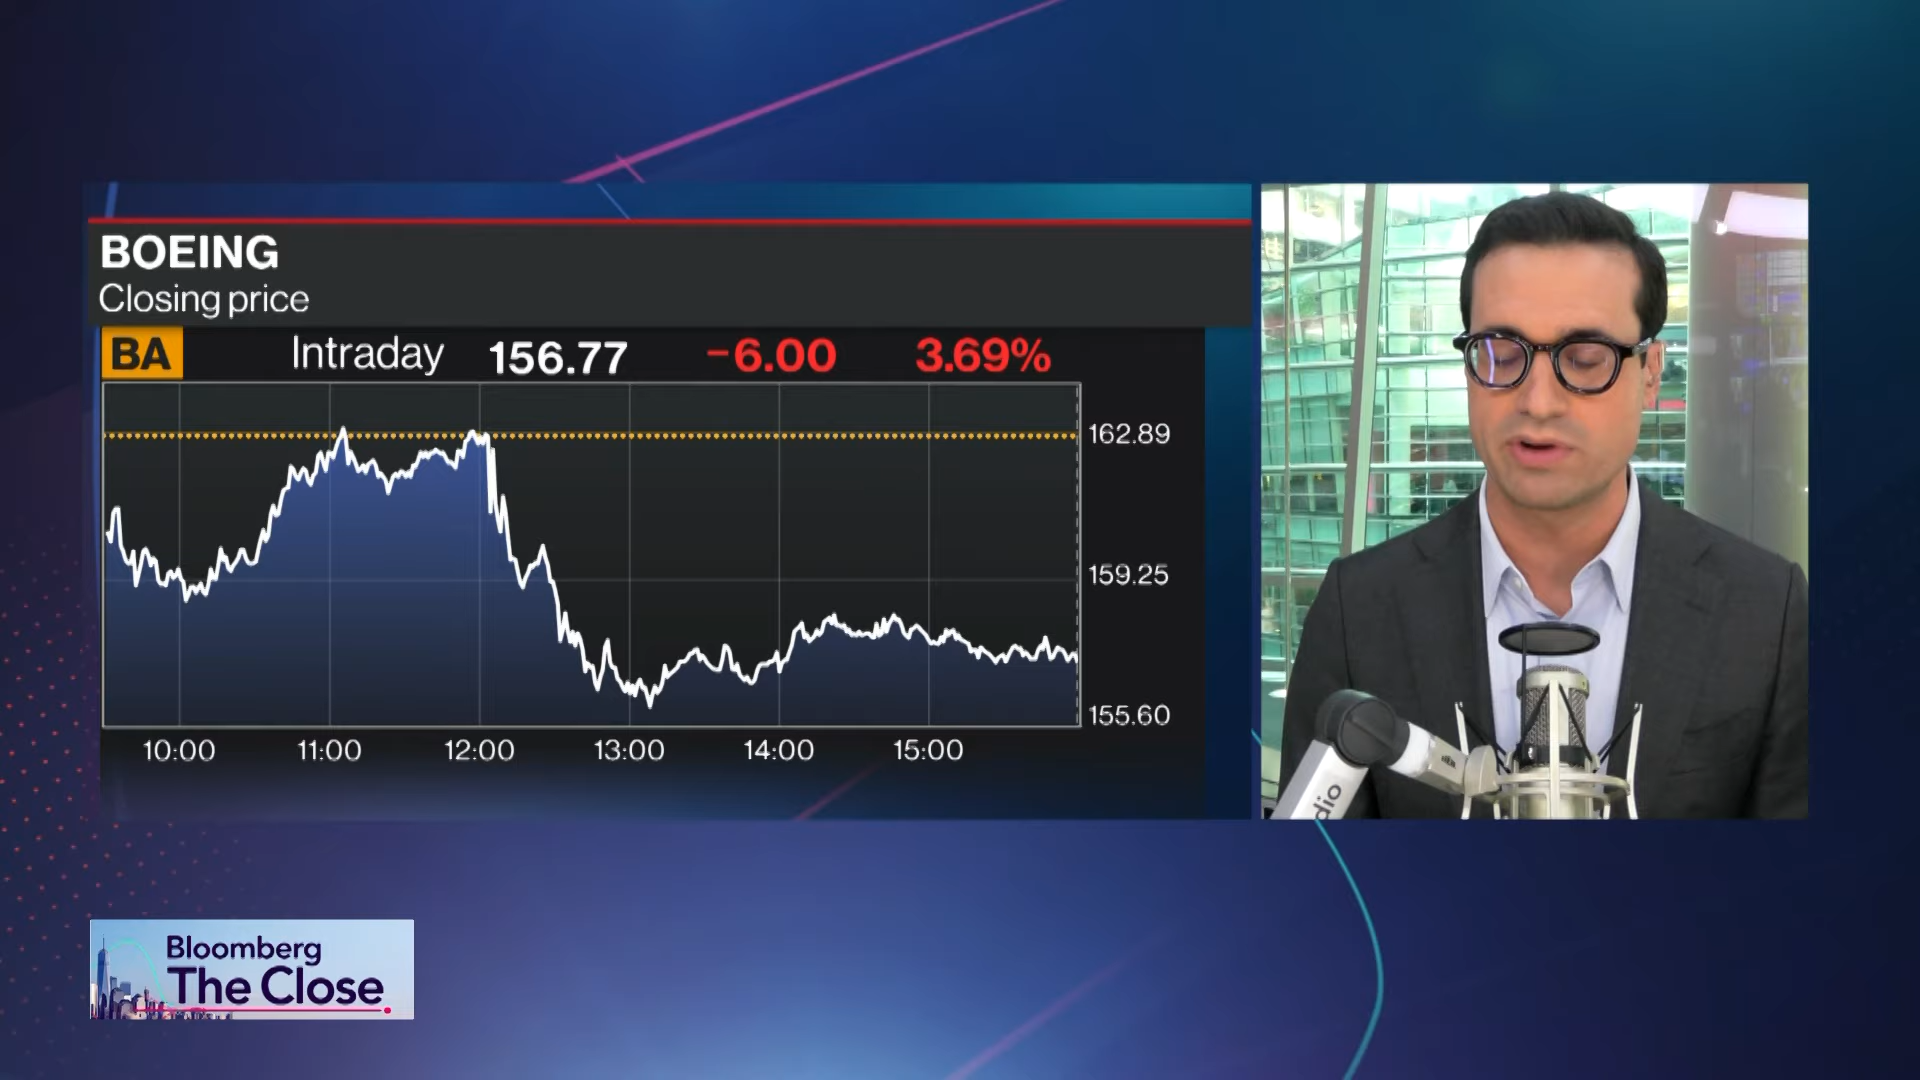 BOEING
Closing price
BA Intraday 156.77 -6.00 3.69%
162.89
159.25
155.60
10:00 11:00 12:00 13:00 14:00 15:00
dio
Bloomberg
The Close